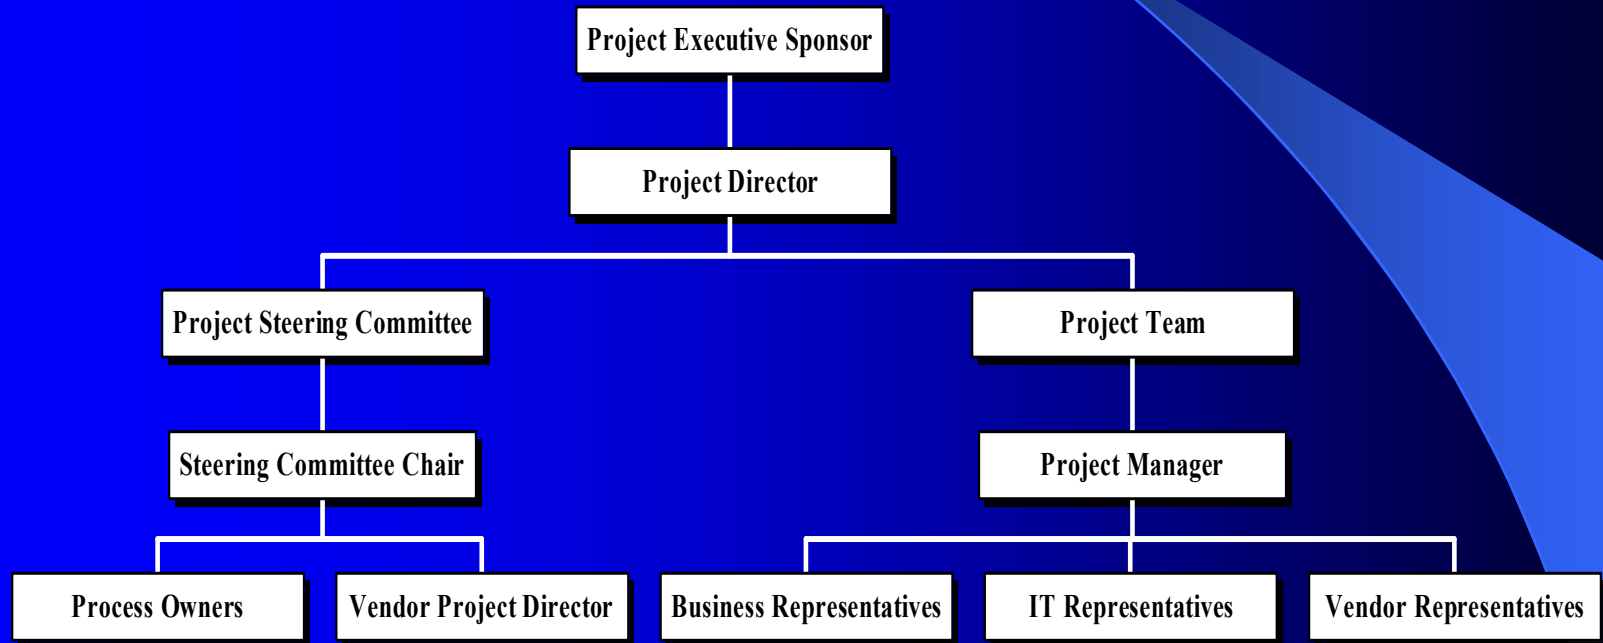 Project Executive Sponsor
Project Director
Project Steering Committee
Project Team
Steering Committee Chair
Project Manager
Process Owners
Vendor Project Director
Business Representatives
IT Representatives
Vendor Representatives